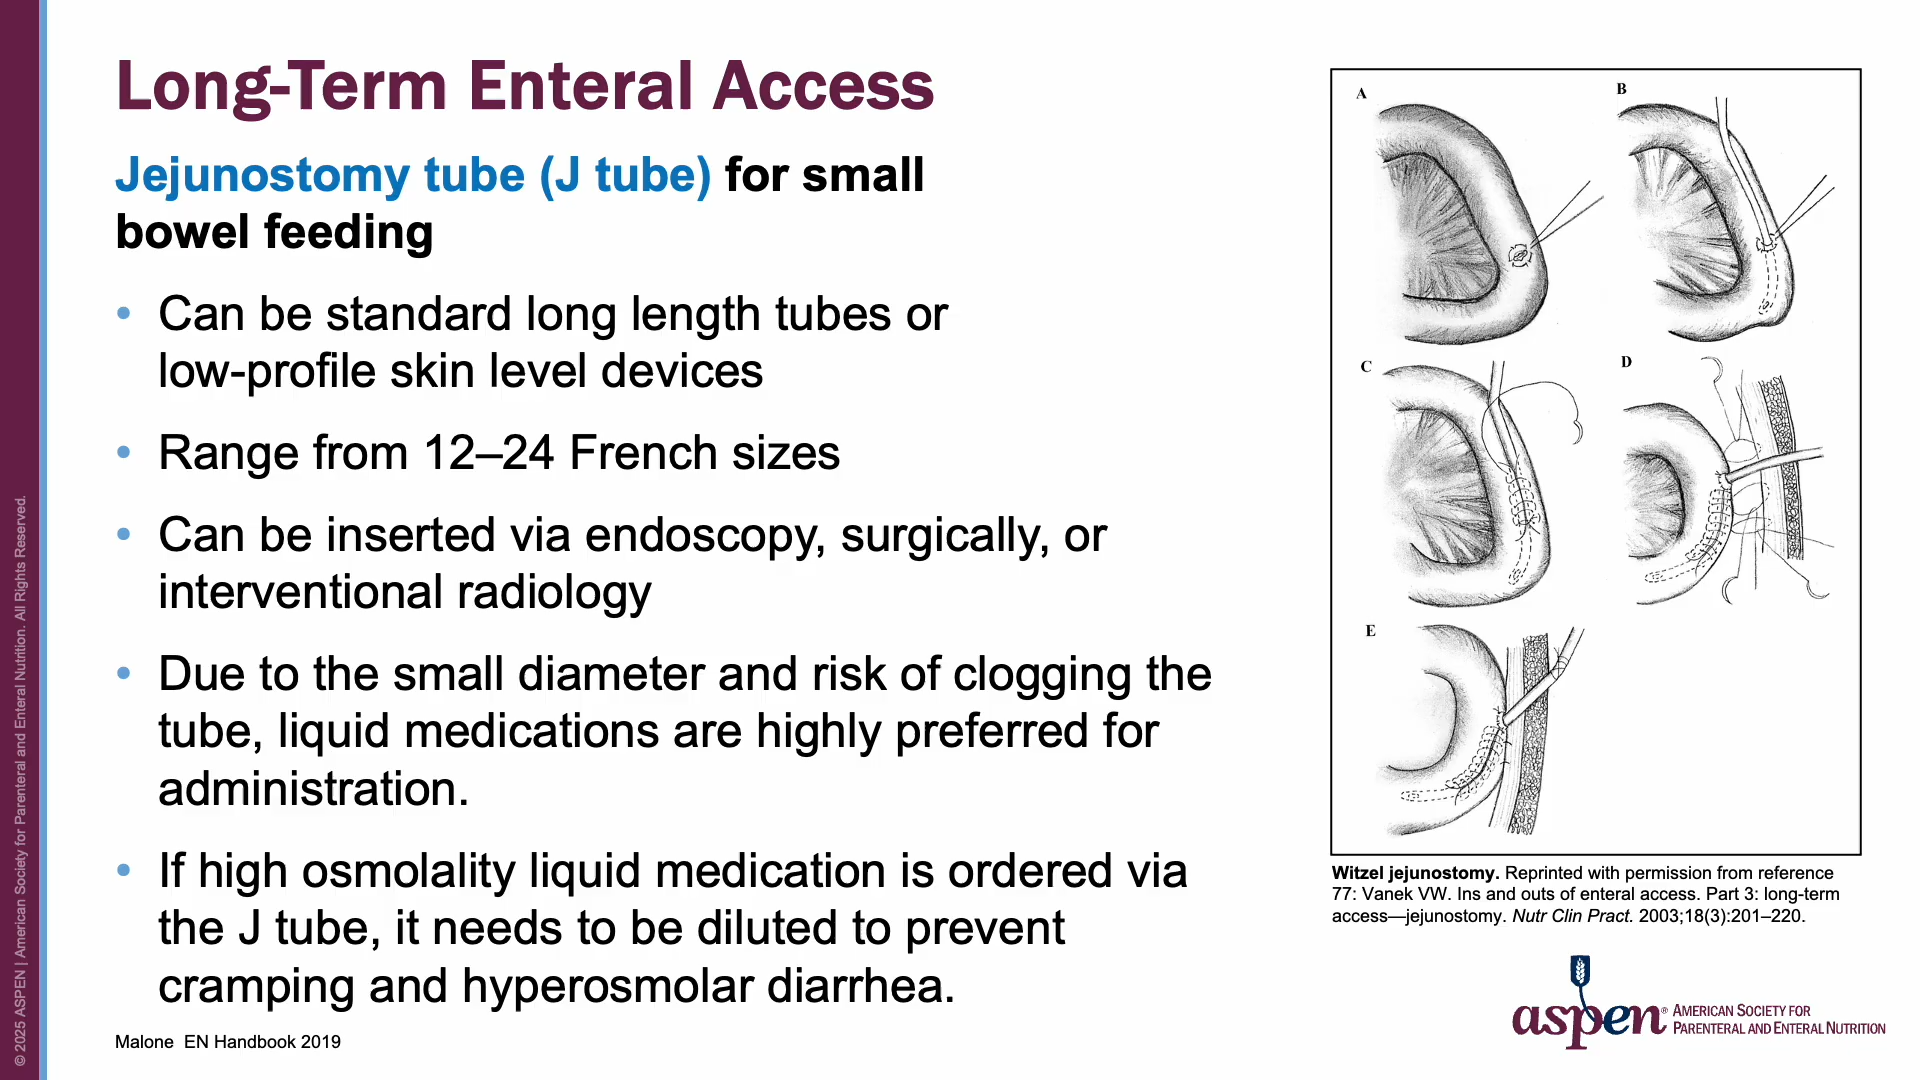 Long-Term Enteral Access
Jejunostomy tube (J tube) for small
bowel feeding
• Can be standard long length tubes or
low-profile skin level devices
• Range from 12–24 French sizes
• Can be inserted via endoscopy, surgically, or
interventional radiology
• Due to the small diameter and risk of clogging the
tube, liquid medications are highly preferred for
administration.
• If high osmolality liquid medication is ordered via
the J tube, it needs to be diluted to prevent
cramping and hyperosmolar diarrhea.
Malone EN Handbook 2019
A
B
C
D
E
Witzel jejunostomy. Reprinted with permission from reference
77: Vanek VW. Ins and outs of enteral access. Part 3: long-term
access—jejunostomy. Nutr Clin Pract. 2003;18(3):201–220.
aspen®
AMERICAN SOCIETY FOR
PARENTERAL AND ENTERAL NUTRITION
© 2025 ASPEN | American Society for Parenteral and Enteral Nutrition. All Rights Reserved.